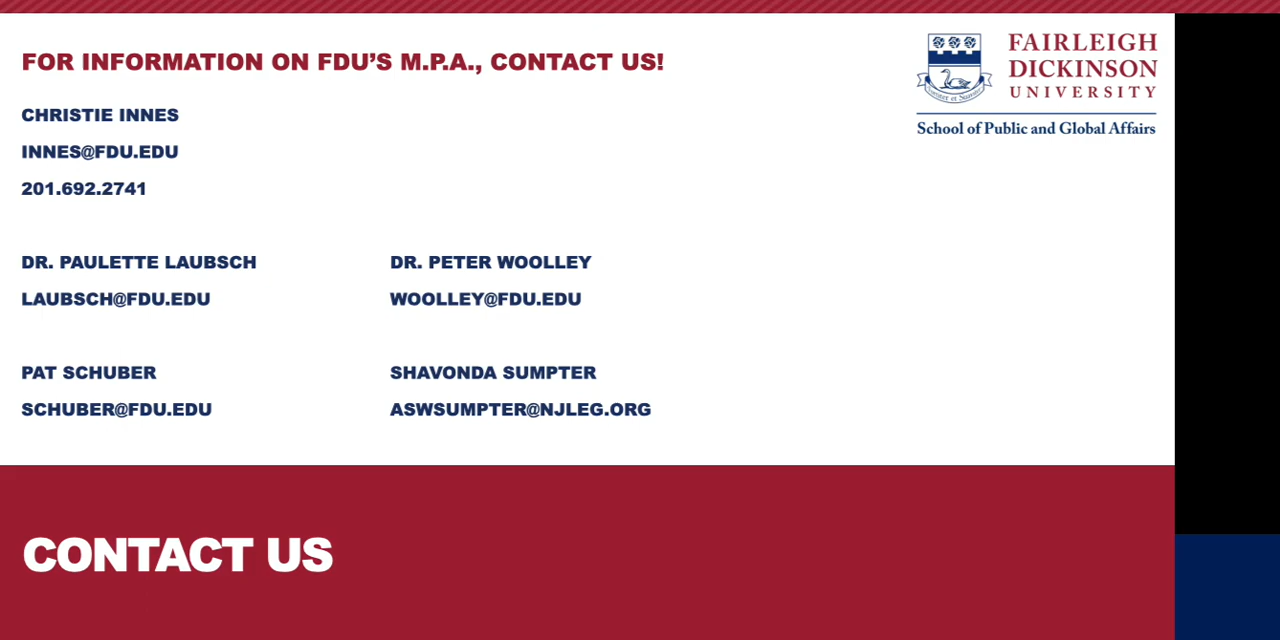 FOR INFORMATION ON FDU'S M.P.A., CONTACT US!
CHRISTIE INNES
INNES@FDU.EDU
201.692.2741
DR. PAULETTE LAUBSCH
LAUBSCH@FDU.EDU
DR. PETER WOOLLEY
WOOLLEY@FDU.EDU
PAT SCHUBER
SCHUBER@FDU.EDU
SHAVONDA SUMPTER
ASWSUMPTER@NJLEG.ORG
FAIRLEIGH
DICKINSON
UNIVERSITY
School of Public and Global Affairs
CONTACT US